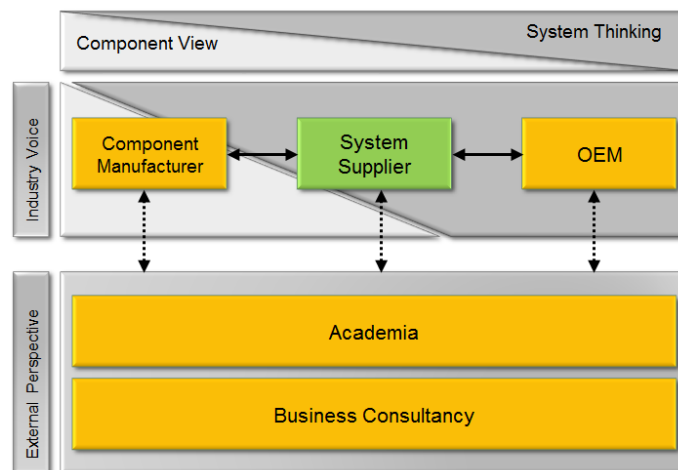 Component View
System Thinking
Industry Voice
Component
Manufacturer
System
Supplier
OEM
External Perspective
Academia
Business Consultancy